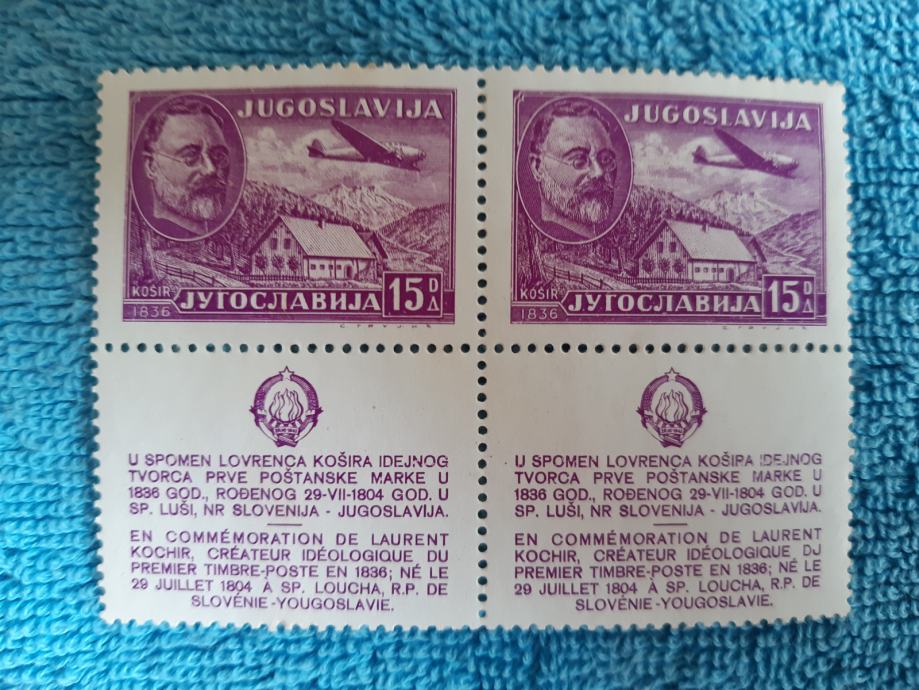 JUGOSLAVIJA
KOŠIR
1836
ЈУГОСЛАВИЈА
15 D Д
U SPOMEN LOVRENĆA KOŠIRA IDEJNOG
TVORCA PRVE POŠTANSKE MARKE U
1836 GOD., ROĐENOG 29-VII-1804 GOD. U
SP. LUŠI, NR SLOVENIJA - JUGOSLAVIJA.
EN COMMÉMORATION DE LAURENT
KOCHIR, CRÉATEUR IDÉOLOGIQUE DU
PREMIER TIMBRE-POSTE EN 1836; NÉ LE
29 JUILLET 1804 À SP. LOUCHA, R.P. DE
SLOVÉNIE-YOUGOSLAVIE.
JUGOSLAVIJA
KOŠIR
1836
ЈУГОСЛАВИЈА
15 D Д
U SPOMEN LOVRENĆA KOŠIRA IDEJNOG
TVORCA PRVE POŠTANSKE MARKE U
1836 GOD., ROĐENOG 29-VII-1804 GOD. U
SP. LUŠI, NR SLOVENIJA - JUGOSLAVIJA.
EN COMMÉMORATION DE LAURENT
KOCHIR, CRÉATEUR IDÉOLOGIQUE DJ
PREMIER TIMBRE-POSTE EN 1836; NÉ LE
29 JUILLET 1804 À SP. LOUCHA, R.P. DE
SLOVÉNIE-YOUGOSLAVIE.